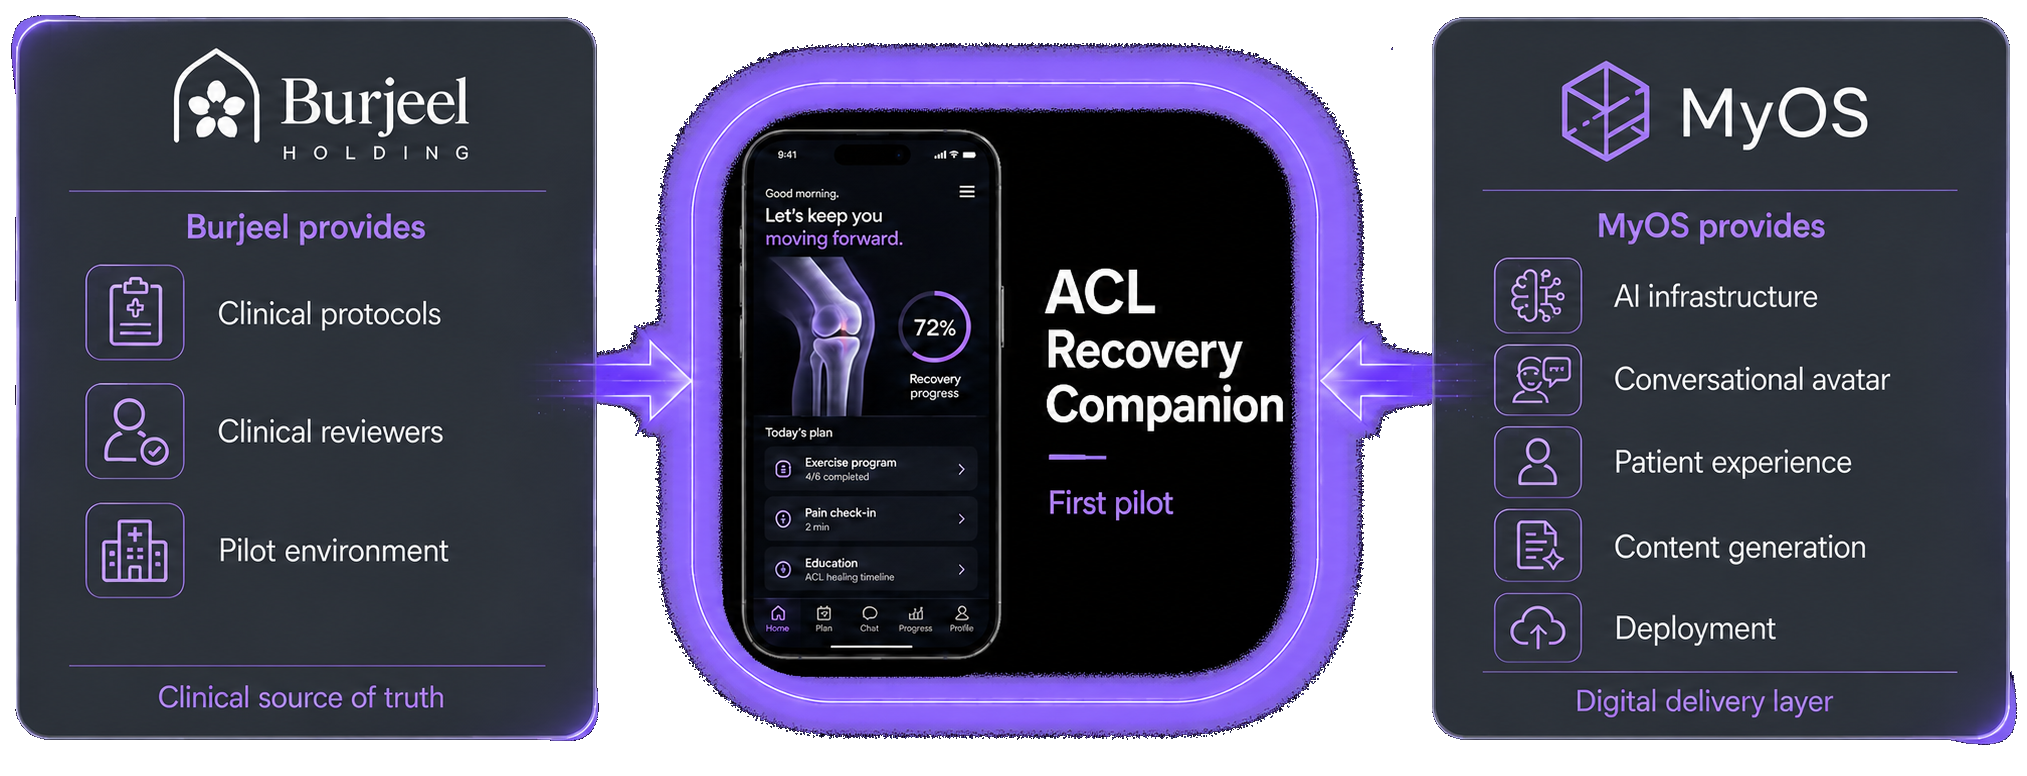 Burjeel
HOLDING
Burjeel provides
Clinical protocols
Clinical reviewers
Pilot environment
Clinical source of truth
9:41
Good morning.
Let's keep you
moving forward.
72%
Recovery
progress
Today's plan
Exercise program
4/6 completed
Pain check-in
2 min
Education
ACL healing timeline
Home
Plan
Chat
Progress
Profile
ACL
Recovery
Companion
First pilot
MyOS
MyOS provides
AI infrastructure
Conversational avatar
Patient experience
Content generation
Deployment
Digital delivery layer